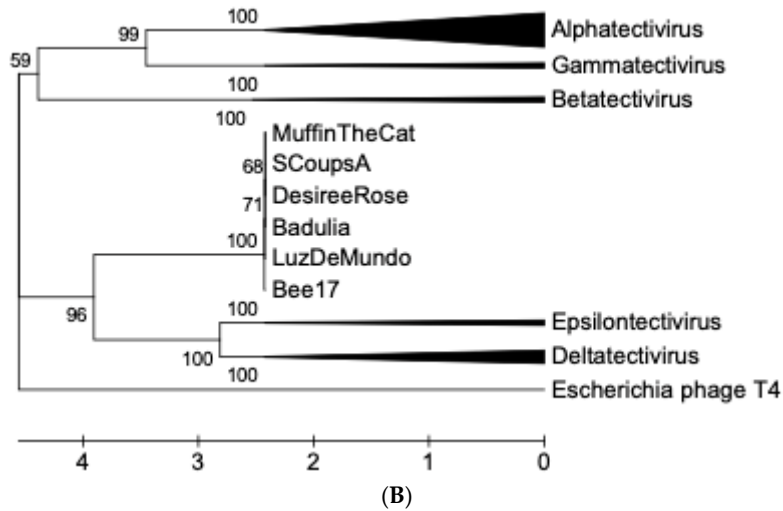 100
Alphatectivirus
99
59
Gammatectivirus
100
Betatectivirus
100
MuffinTheCat
68
SCoupsA
71
DesireeRose
Badulia
100
LuzDeMundo
Bee17
100
96
Epsilontectivirus
100
Deltatectivirus
100
Escherichia phage T4
4 3 2 1 0
(B)